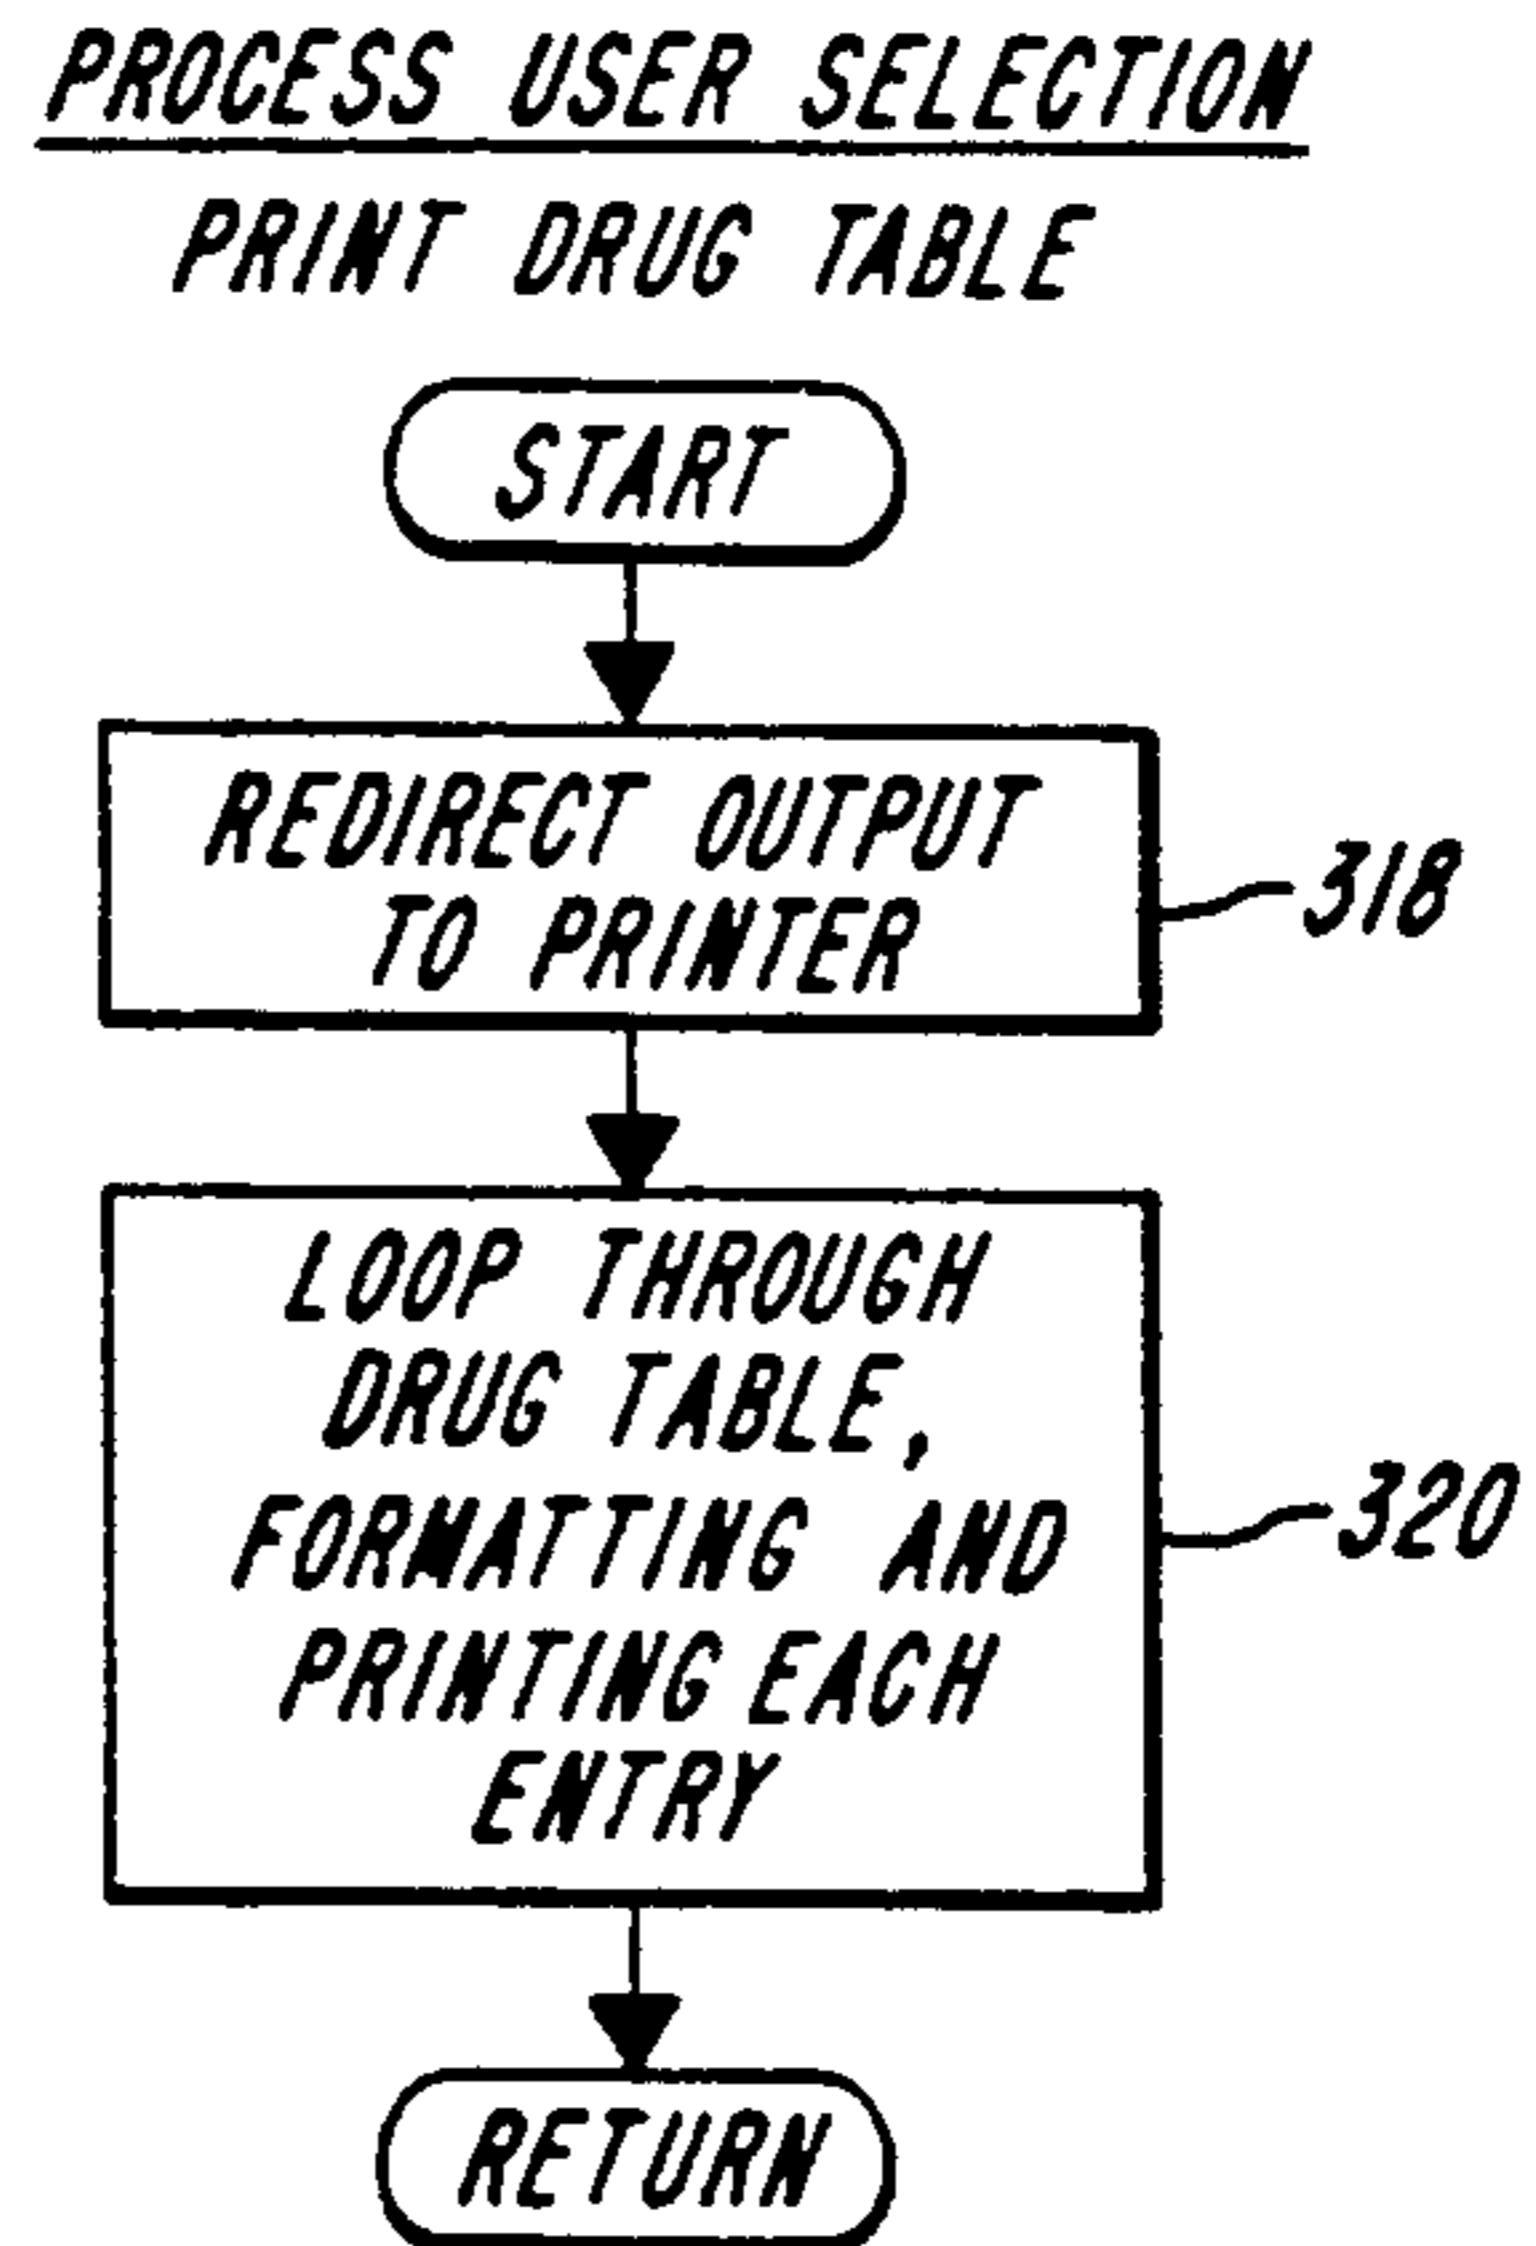 PROCESS USER SELECTION
PRINT DRUG TABLE
START
REDIRECT OUTPUT
TO PRINTER
318
LOOP THROUGH
DRUG TABLE,
FORMATTING AND
PRINTING EACH
ENTRY
320
RETURN